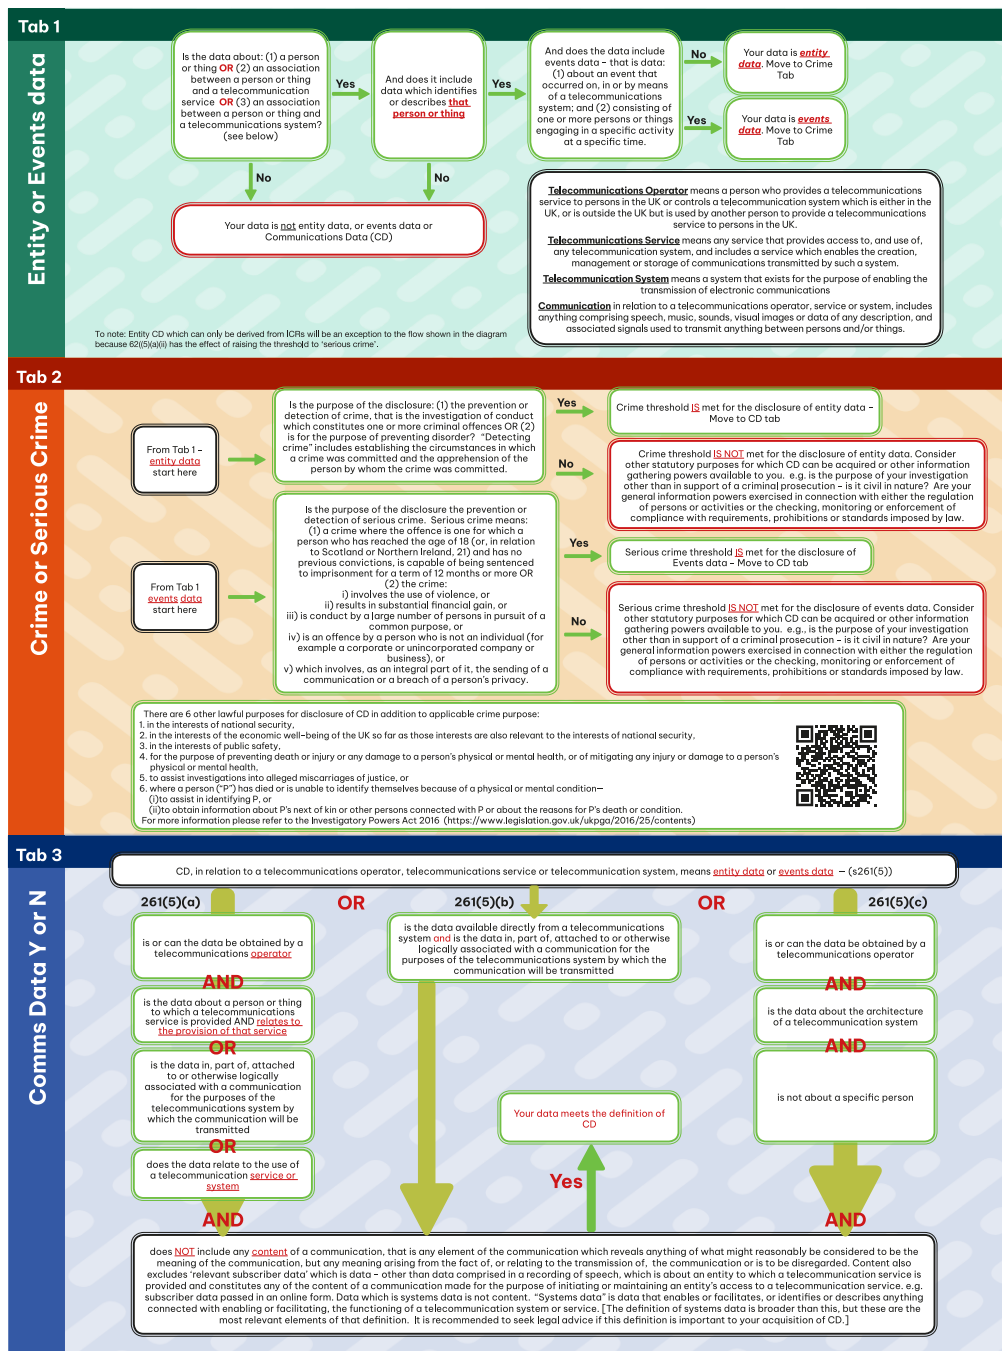 Tab 1
Entity or Events data
Is the data about: (1) a person
or thing OR (2) an association
between a person or thing
and a telecommunication
service OR (3) an association
between a person or thing and
a telecommunications system?
(see below)
Yes
And does it include
data which identifies
or describes that
person or thing
Yes
And does the data include
events data – that is data:
(1) about an event that
occurred on, in or by means
of a telecommunications
system; and (2) consisting of
one or more persons or things
engaging in a specific activity
at a specific time.
No
Your data is entity
data. Move to Crime
Tab
Yes
Your data is events
data. Move to Crime
Tab
No
No
Your data is not entity data, or events data or
Communications Data (CD)
Telecommunications Operator means a person who provides a telecommunications
service to persons in the UK or controls a telecommunication system which is either in the
UK, or is outside the UK but is used by another person to provide a telecommunications
service to persons in the UK.
Telecommunications Service means any service that provides access to, and use of,
any telecommunication system, and includes a service which enables the creation,
management or storage of communications transmitted by such a system.
Telecommunication System means a system that exists for the purpose of enabling the
transmission of electronic communications
Communication in relation to a telecommunications operator, service or system, includes
anything comprising speech, music, sounds, visual images or data of any description, and
associated signals used to transmit anything between persons and/or things.
To note: Entity CD which can only be derived from ICRs will be an exception to the flow shown in the diagram
because 62((5)(a)(ii) has the effect of raising the threshold to 'serious crime'.
Tab 2
Crime or Serious Crime
From Tab 1 –
entity data
start here
Is the purpose of the disclosure: (1) the prevention or
detection of crime, that is the investigation of conduct
which constitutes one or more criminal offences OR (2)
is for the purpose of preventing disorder? "Detecting
crime" includes establishing the circumstances in which
a crime was committed and the apprehension of the
person by whom the crime was committed.
Yes
Crime threshold IS met for the disclosure of entity data –
Move to CD tab
No
Crime threshold IS NOT met for the disclosure of entity data. Consider
other statutory purposes for which CD can be acquired or other information
gathering powers available to you. e.g. is the purpose of your investigation
other than in support of a criminal prosecution – is it civil in nature? Are your
general information powers exercised in connection with either the regulation
of persons or activities or the checking, monitoring or enforcement of
compliance with requirements, prohibitions or standards imposed by law.
From Tab 1
events data
start here
Is the purpose of the disclosure the prevention or
detection of serious crime. Serious crime means:
(1) a crime where the offence is one for which a
person who has reached the age of 18 (or, in relation
to Scotland or Northern Ireland, 21) and has no
previous convictions, is capable of being sentenced
to imprisonment for a term of 12 months or more OR
(2) the crime:
i) involves the use of violence, or
ii) results in substantial financial gain, or
iii) is conduct by a large number of persons in pursuit of a
common purpose, or
iv) is an offence by a person who is not an individual (for
example a corporate or unincorporated company or
business), or
v) which involves, as an integral part of it, the sending of a
communication or a breach of a person's privacy.
Yes
Serious crime threshold IS met for the disclosure of
Events data – Move to CD tab
No
Serious crime threshold IS NOT met for the disclosure of events data. Consider
other statutory purposes for which CD can be acquired or other information
gathering powers available to you. e.g., is the purpose of your investigation
other than in support of a criminal prosecution – is it civil in nature? Are your
general information powers exercised in connection with either the regulation
of persons or activities or the checking, monitoring or enforcement of
compliance with requirements, prohibitions or standards imposed by law.
There are 6 other lawful purposes for disclosure of CD in addition to applicable crime purpose:
1. in the interests of national security,
2. in the interests of the economic well–being of the UK so far as those interests are also relevant to the interests of national security,
3. in the interests of public safety,
4. for the purpose of preventing death or injury or any damage to a person's physical or mental health, or of mitigating any injury or damage to a person's
physical or mental health,
5. to assist investigations into alleged miscarriages of justice, or
6. where a person ("P") has died or is unable to identify themselves because of a physical or mental condition—
(i)to assist in identifying P, or
(ii)to obtain information about P's next of kin or other persons connected with P or about the reasons for P's death or condition.
For more information please refer to the Investigatory Powers Act 2016 (https://www.legislation.gov.uk/ukpga/2016/25/contents)
Tab 3
Comms Data Y or N
CD, in relation to a telecommunications operator, telecommunications service or telecommunication system, means entity data or events data – (s261(5))
261(5)(a)
OR
261(5)(b)
OR
261(5)(c)
is or can the data be obtained by a
telecommunications operator
AND
is the data about a person or thing
to which a telecommunications
service is provided AND relates to
the provision of that service
OR
is the data in, part of, attached
to or otherwise logically
associated with a communication
for the purposes of the
telecommunications system by
which the communication will be
transmitted
OR
does the data relate to the use of
a telecommunication service or
system
AND
is the data available directly from a telecommunications
system and is the data in, part of, attached to or otherwise
logically associated with a communication for the
purposes of the telecommunications system by which the
communication will be transmitted
Your data meets the definition of
CD
Yes
is or can the data be obtained by a
telecommunications operator
AND
is the data about the architecture
of a telecommunication system
AND
is not about a specific person
AND
does NOT include any content of a communication, that is any element of the communication which reveals anything of what might reasonably be considered to be the
meaning of the communication, but any meaning arising from the fact of, or relating to the transmission of, the communication or is to be disregarded. Content also
excludes 'relevant subscriber data' which is data – other than data comprised in a recording of speech, which is about an entity to which a telecommunication service is
provided and constitutes any of the content of a communication made for the purpose of initiating or maintaining an entity's access to a telecommunication service. e.g.
subscriber data passed in an online form. Data which is systems data is not content. "Systems data" is data that enables or facilitates, or identifies or describes anything
connected with enabling or facilitating, the functioning of a telecommunication system or service. [The definition of systems data is broader than this, but these are the
most relevant elements of that definition. It is recommended to seek legal advice if this definition is important to your acquisition of CD.]